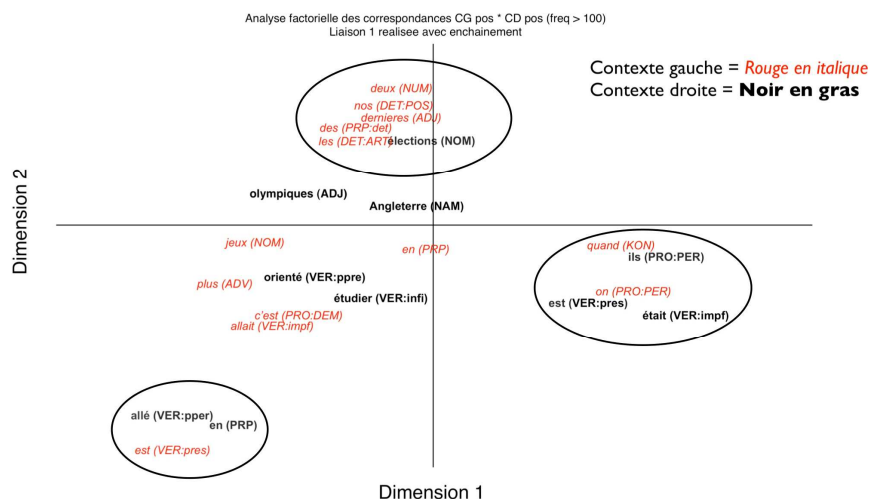 Analyse factorielle des correspondances CG pos * CD pos (freq > 100)
Liaison 1 realisee avec enchainement
Contexte gauche = Rouge en italique
Contexte droite = Noir en gras
deux (NUM)
nos (DET:POS)
dernieres (ADJ)
des (PRP:det)
les (DET:ART)
élections (NOM)
olympiques (ADJ)
Angleterre (NAM)
Dimension 2
jeux (NOM)
en (PRP)
quand (KON)
ils (PRO:PER)
plus (ADV)
orienté (VER:ppre)
on (PRO:PER)
étudier (VER:infi)
est (VER:pres)
c'est (PRO:DEM)
était (VER:impf)
allait (VER:impf)
allé (VER:pper)
en (PRP)
est (VER:pres)
Dimension 1